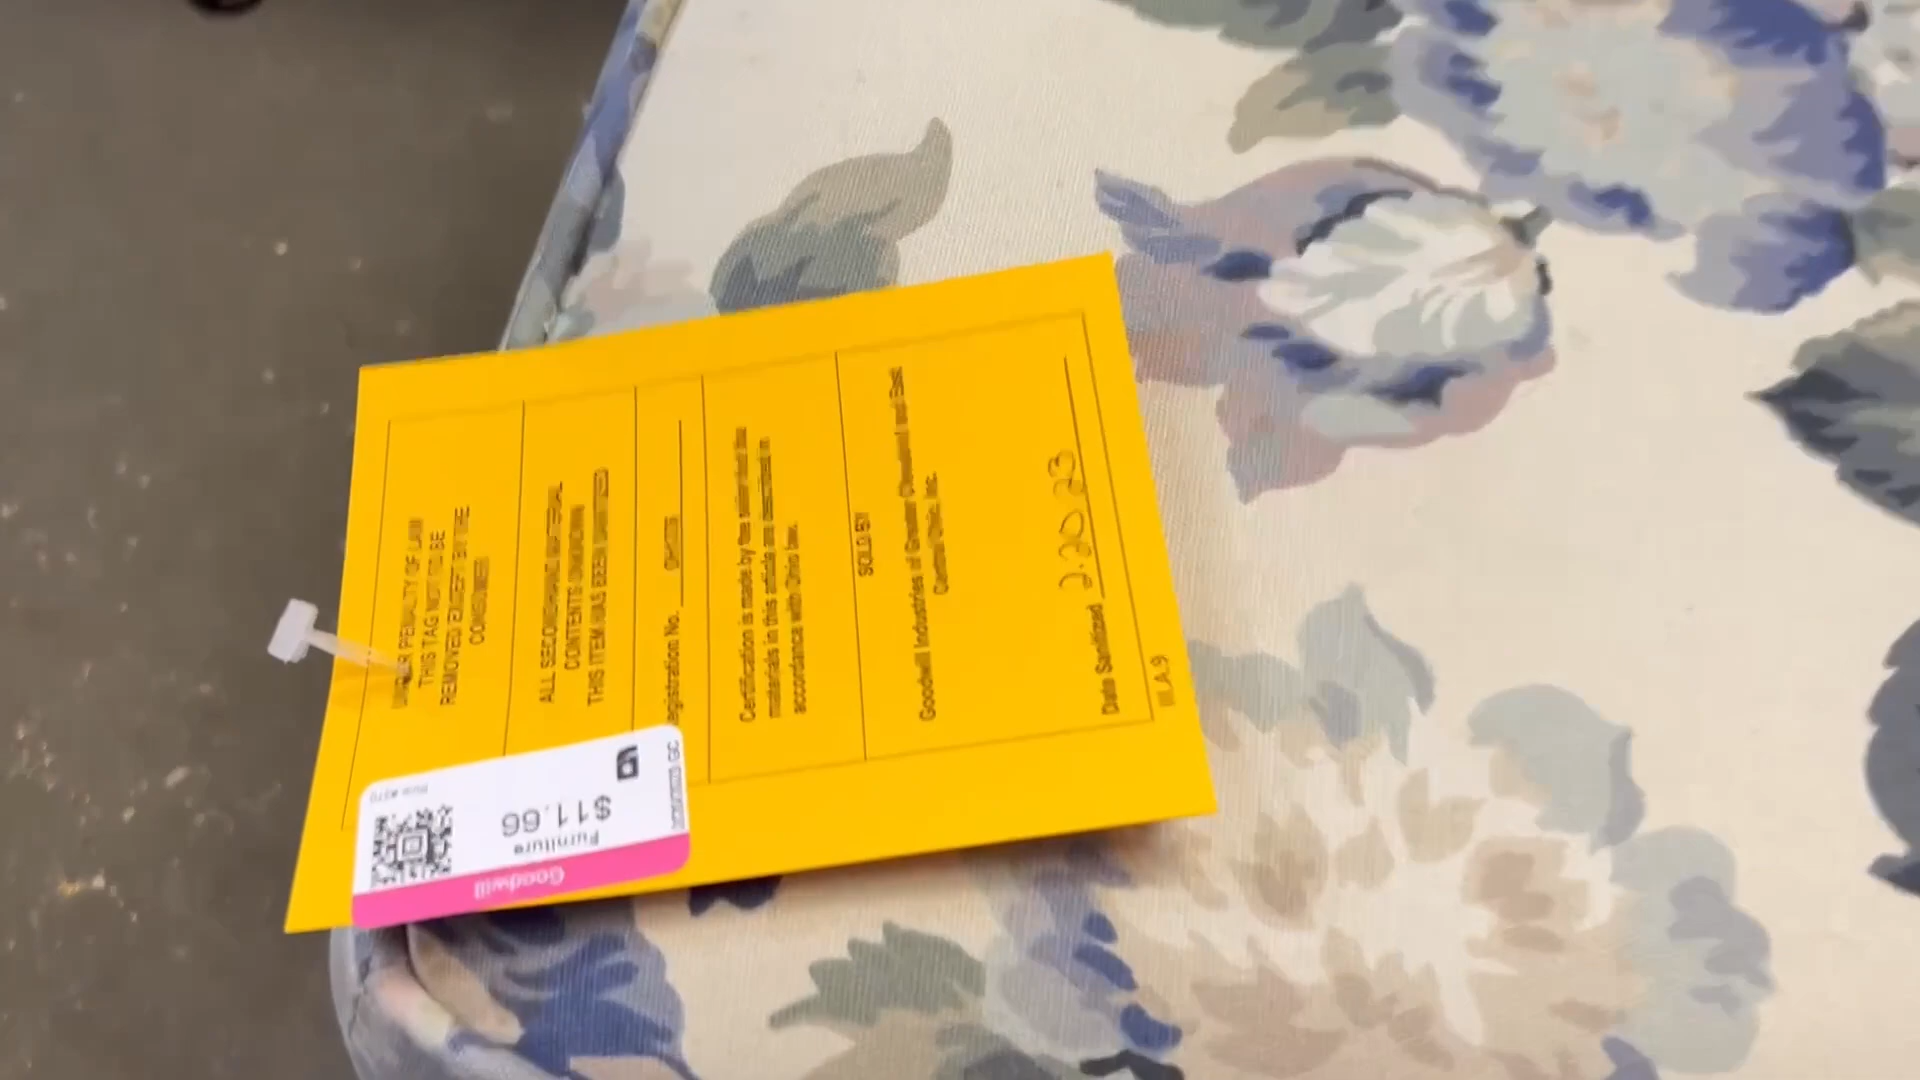 UNDER PENALTY OF LAW
THIS TAG NOT TO BE
REMOVED EXCEPT BY THE
CONSUMER
ALL SECONDHAND MATERIAL
CONTENTS UNKNOWN
THIS ITEM HAS BEEN SANITIZED
Registration No.
Certification is made by the
materials in this article are described in
accordance with Ohio law.
SOLD BY
Goodwill Industries of Greater Cleveland and East
Central Ohio, Inc.
Date Sanitized 2.20.23
Goodwill
Furniture
$11.66